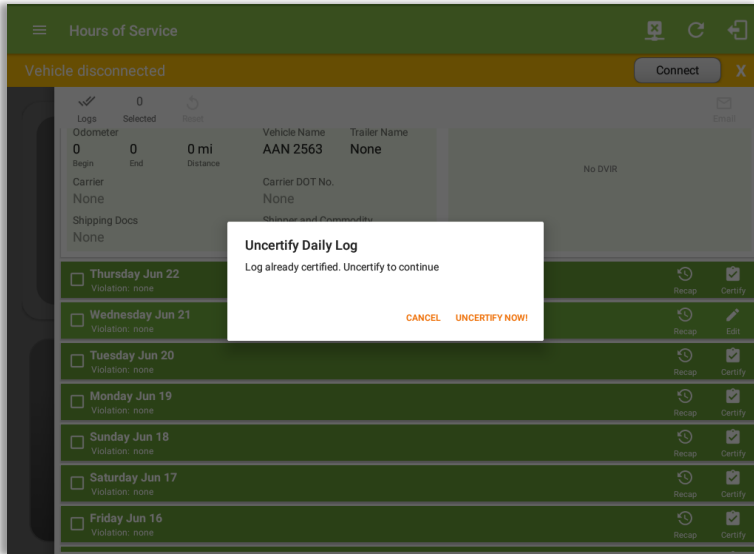 Hours of Service
Vehicle disconnected
Connect
X
0
Logs
Selected
Reset
Email
Odometer
Vehicle Name
Trailer Name
0
0
0 mi
AAN 2563
None
Begin
End
Distance
No DVIR
Carrier
Carrier DOT No.
None
None
Shipping Docs
Shipper and Commodity
None
Uncertify Daily Log
Log already certified. Uncertify to continue
CANCEL
UNCERTIFY NOW!
Thursday Jun 22
Violation: none
Recap
Certify
Wednesday Jun 21
Violation: none
Recap
Edit
Tuesday Jun 20
Violation: none
Recap
Certify
Monday Jun 19
Violation: none
Recap
Certify
Sunday Jun 18
Violation: none
Recap
Certify
Saturday Jun 17
Violation: none
Recap
Certify
Friday Jun 16
Violation: none
Recap
Certify